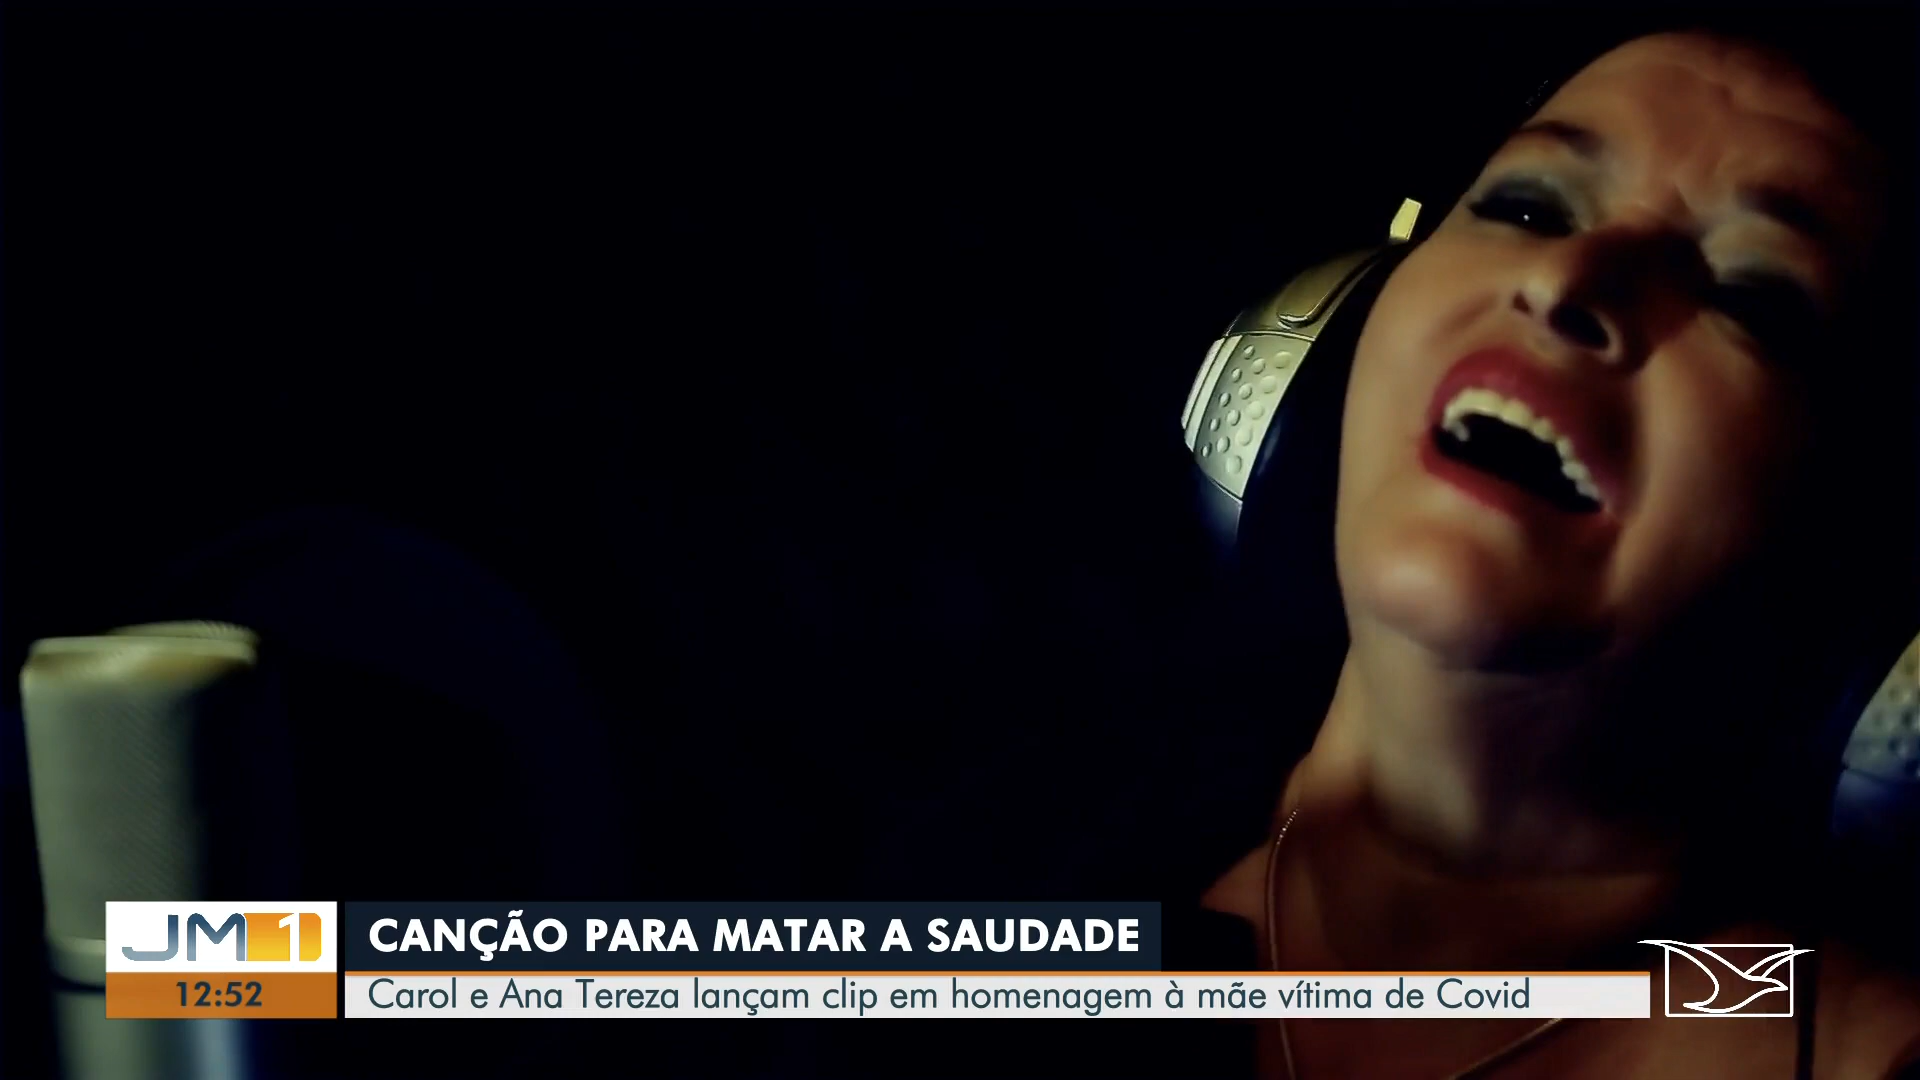 JM1
CANÇÃO PARA MATAR A SAUDADE
12:52
Carol e Ana Tereza lançam clip em homenagem à mãe vítima de Covid